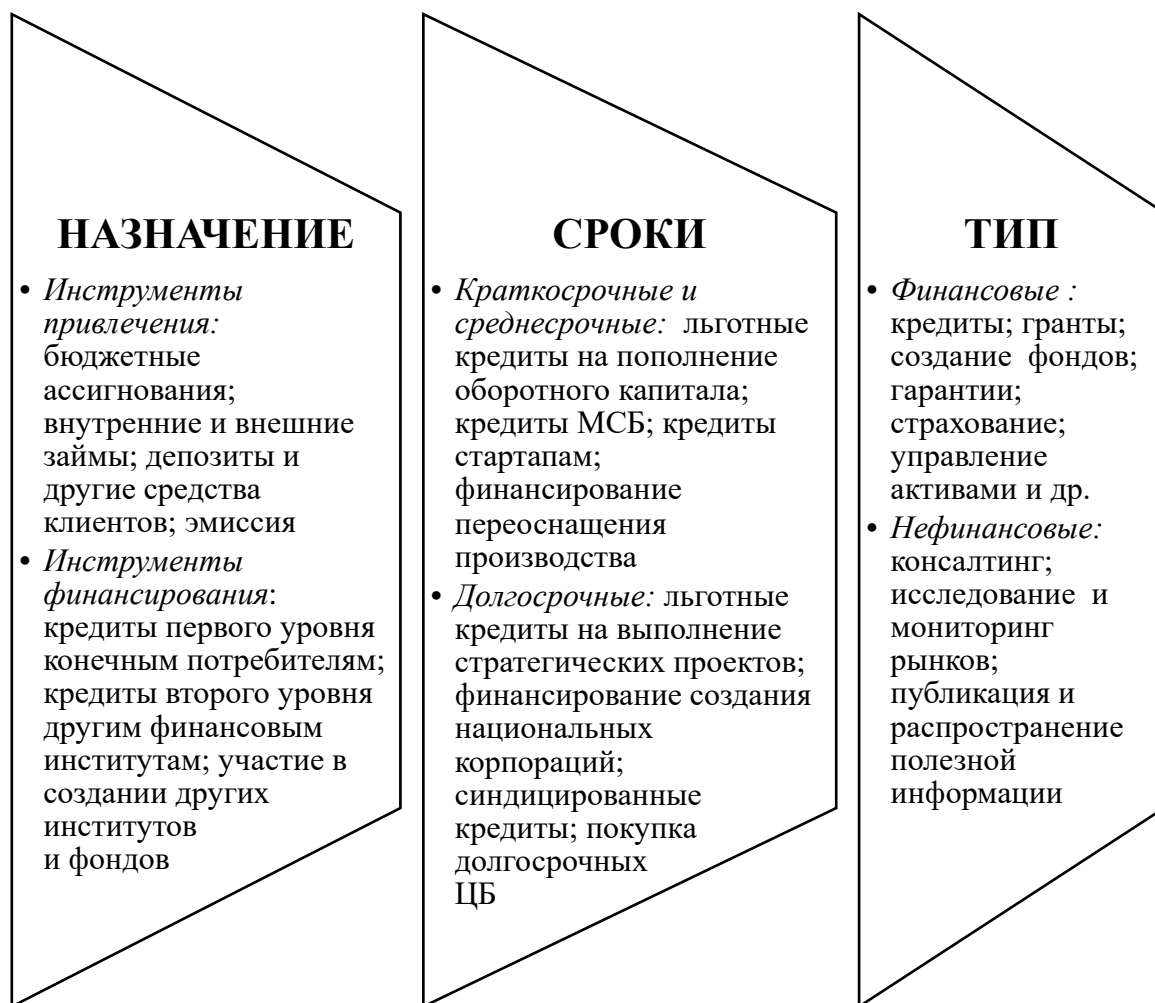 НАЗНАЧЕНИЕ
• Инструменты
привлечения:
бюджетные
ассигнования;
внутренние и внешние
займы; депозиты и
другие средства
клиентов; эмиссия
• Инструменты
финансирования:
кредиты первого уровня
конечным потребителям;
кредиты второго уровня
другим финансовым
институтам; участие в
создании других
институтов
и фондов
СРОКИ
• Краткосрочные и
среднесрочные: льготные
кредиты на пополнение
оборотного капитала;
кредиты МСБ; кредиты
стартапам;
финансирование
переоснащения
производства
• Долгосрочные: льготные
кредиты на выполнение
стратегических проектов;
финансирование создания
национальных
корпораций;
синдицированные
кредиты; покупка
долгосрочных
ЦБ
ТИП
• Финансовые :
кредиты; гранты;
создание фондов;
гарантии;
страхование;
управление
активами и др.
• Нефинансовые:
консалтинг;
исследование и
мониторинг
рынков;
публикация и
распространение
полезной
информации